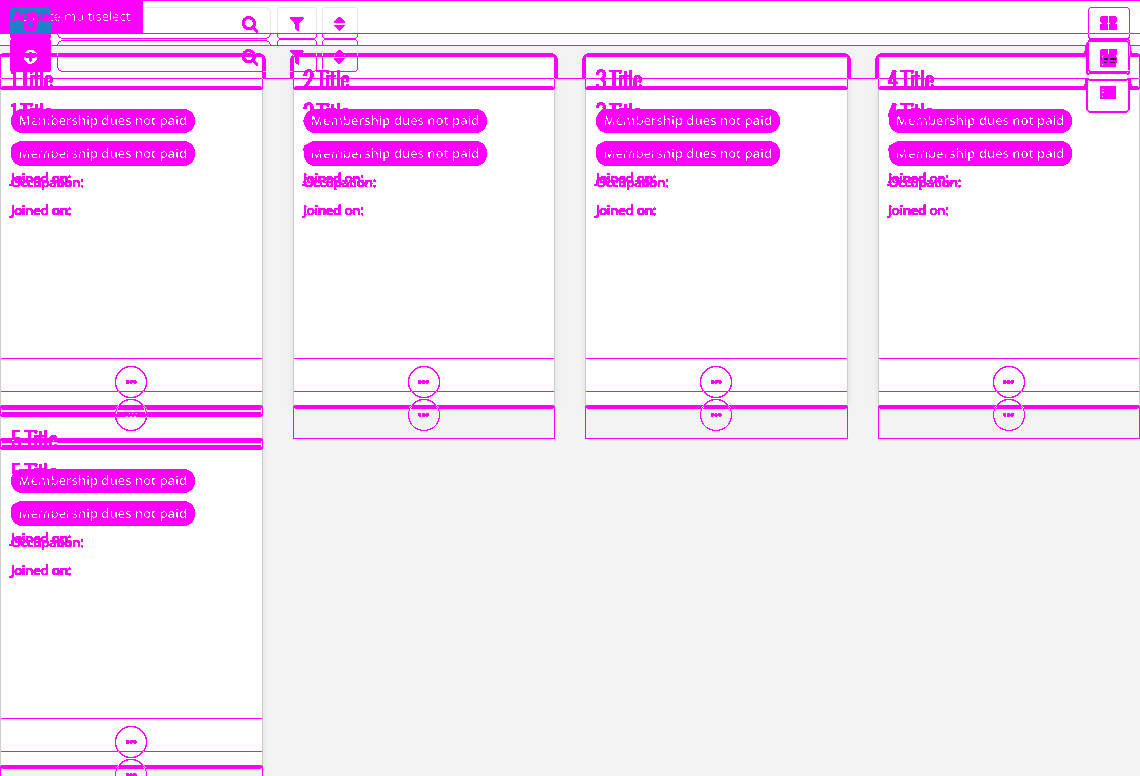 Activate multiselect
1 Title
2 Title
3 Title
4 Title
1 Title
2 Title
3 Title
4 Title
Membership dues not paid
Membership dues not paid
Membership dues not paid
Membership dues not paid
Membership dues not paid
Membership dues not paid
Membership dues not paid
Membership dues not paid
Joined on:
Joined on:
Joined on:
Joined on:
Occupation:
Occupation:
Occupation:
Occupation:
Joined on:
Joined on:
Joined on:
Joined on:
5 Title
5 Title
Membership dues not paid
Membership dues not paid
Joined on:
Occupation:
Joined on: